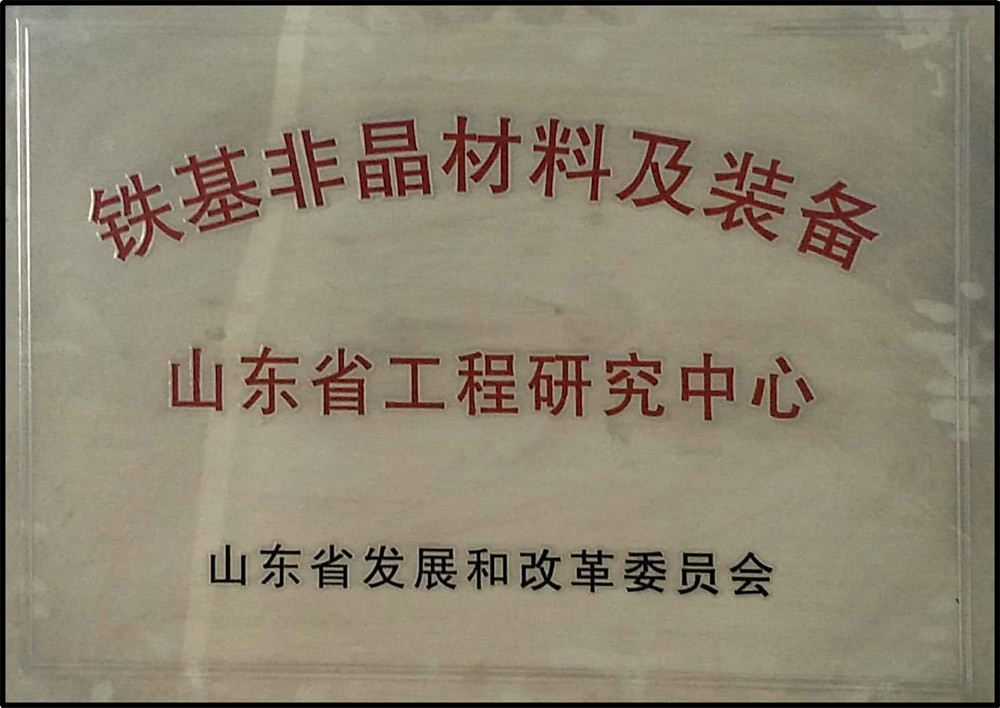 铁基非晶材料及装备
山东省工程研究中心
山东省发展和改革委员会